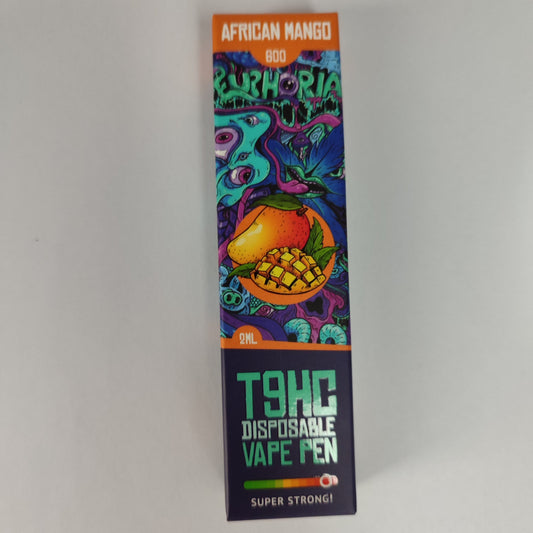 AFRICAN MANGO
800
EUPHORIA
2ML
T9HC
DISPOSABLE
VAPE PEN
SUPER STRONG!